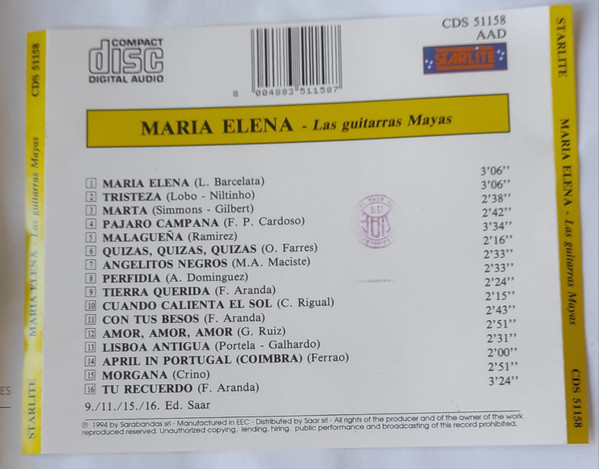 COMPACT
disc
DIGITAL AUDIO
8 004883 511587
CDS 51158
AAD
STARLITE
MARIA ELENA - Las guitarras Mayas
1 MARIA ELENA (L. Barcelata) 3'06''
2 TRISTEZA (Lobo - Niltinho) 3'06''
3 MARTA (Simmons - Gilbert) 2'38''
4 PAJARO CAMPANA (F. P. Cardoso) 2'42''
5 MALAGUEÑA (Ramirez) 3'34''
6 QUIZAS, QUIZAS, QUIZAS (O. Farres) 2'16''
7 ANGELITOS NEGROS (M.A. Maciste) 2'33''
8 PERFIDIA (A. Dominguez) 2'33''
9 TIERRA QUERIDA (F. Aranda) 2'24''
10 CUANDO CALIENTA EL SOL (C. Rigual) 2'15''
11 CON TUS BESOS (F. Aranda) 2'43''
12 AMOR, AMOR, AMOR (G. Ruiz) 2'51''
13 LISBOA ANTIGUA (Portela - Galhardo) 2'31''
14 APRIL IN PORTUGAL (COIMBRA) (Ferrao) 2'00''
15 MORGANA (Crino) 2'51''
16 TU RECUERDO (F. Aranda) 3'24''
9./11./15./16. Ed. Saar
℗ 1994 by Sarabandas srl - Manufactured in EEC - Distributed by Saar srl - All rights of the producer and of the owner of the work
reproduced reserved. Unauthorized copying, lending, hiring, public performance and broadcasting of this record prohibited.
STARLITE MARIA ELENA - Las guitarras Mayas CDS 51158
STARLITE MARIA ELENA - Las guitarras Mayas CDS 51158
ES